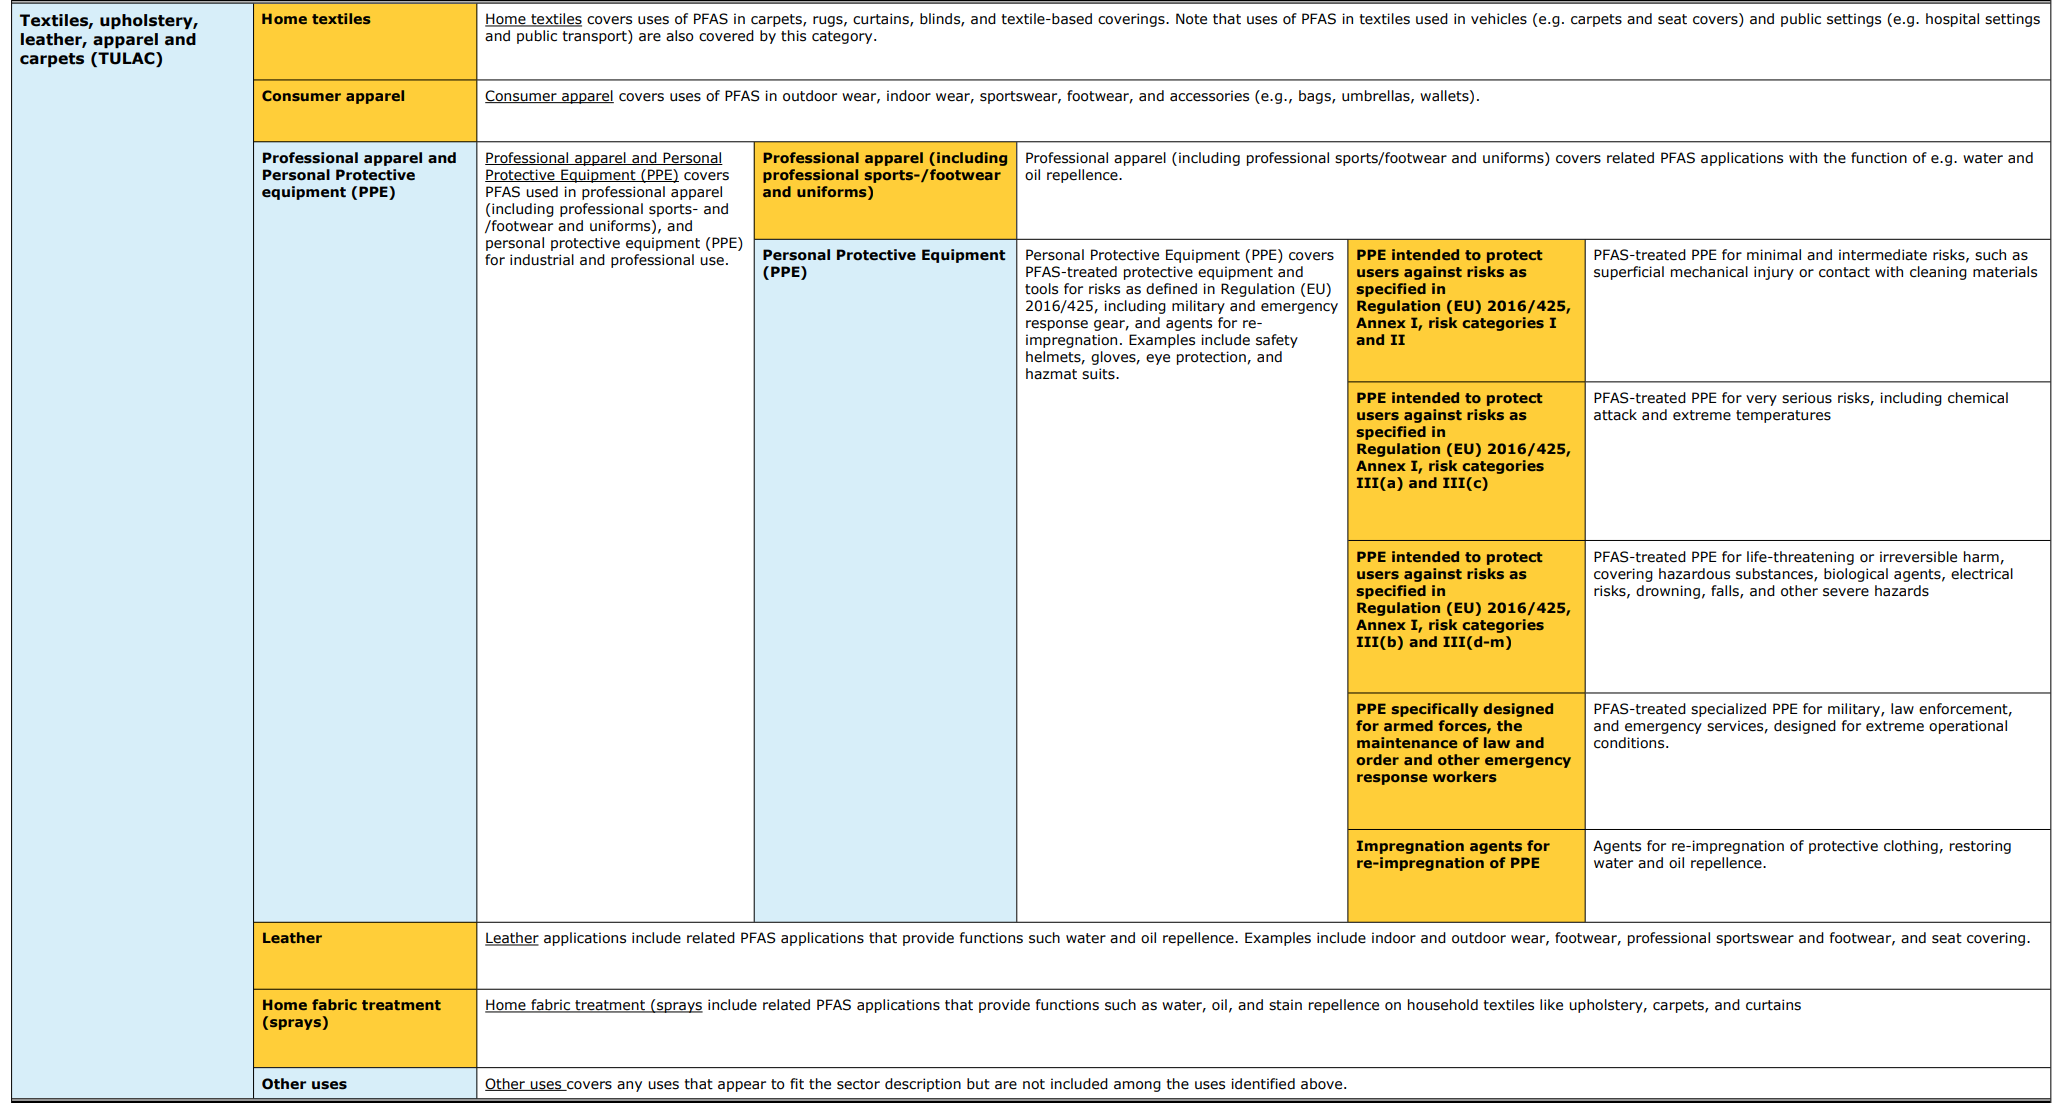 Textiles, upholstery,
leather, apparel and
carpets (TULAC)
Home textiles
Home textiles covers uses of PFAS in carpets, rugs, curtains, blinds, and textile-based coverings. Note that uses of PFAS in textiles used in vehicles (e.g. carpets and seat covers) and public settings (e.g. hospital settings
and public transport) are also covered by this category.
Consumer apparel
Consumer apparel covers uses of PFAS in outdoor wear, indoor wear, sportswear, footwear, and accessories (e.g., bags, umbrellas, wallets).
Professional apparel and
Personal Protective
equipment (PPE)
Professional apparel and Personal
Protective Equipment (PPE) covers
PFAS used in professional apparel
(including professional sports- and
/footwear and uniforms), and
personal protective equipment (PPE)
for industrial and professional use.
Professional apparel (including
professional sports-/footwear
and uniforms)
Professional apparel (including professional sports/footwear and uniforms) covers related PFAS applications with the function of e.g. water and
oil repellence.
Personal Protective Equipment
(PPE)
Personal Protective Equipment (PPE) covers
PFAS-treated protective equipment and
tools for risks as defined in Regulation (EU)
2016/425, including military and emergency
response gear, and agents for re-
impregnation. Examples include safety
helmets, gloves, eye protection, and
hazmat suits.
PPE intended to protect
users against risks as
specified in
Regulation (EU) 2016/425,
Annex I, risk categories I
and II
PFAS-treated PPE for minimal and intermediate risks, such as
superficial mechanical injury or contact with cleaning materials
PPE intended to protect
users against risks as
specified in
Regulation (EU) 2016/425,
Annex I, risk categories
III(a) and III(c)
PFAS-treated PPE for very serious risks, including chemical
attack and extreme temperatures
PPE intended to protect
users against risks as
specified in
Regulation (EU) 2016/425,
Annex I, risk categories
III(b) and III(d-m)
PFAS-treated PPE for life-threatening or irreversible harm,
covering hazardous substances, biological agents, electrical
risks, drowning, falls, and other severe hazards
PPE specifically designed
for armed forces, the
maintenance of law and
order and other emergency
response workers
PFAS-treated specialized PPE for military, law enforcement,
and emergency services, designed for extreme operational
conditions.
Impregnation agents for
re-impregnation of PPE
Agents for re-impregnation of protective clothing, restoring
water and oil repellence.
Leather
Leather applications include related PFAS applications that provide functions such water and oil repellence. Examples include indoor and outdoor wear, footwear, professional sportswear and footwear, and seat covering.
Home fabric treatment
(sprays)
Home fabric treatment (sprays include related PFAS applications that provide functions such as water, oil, and stain repellence on household textiles like upholstery, carpets, and curtains
Other uses
Other uses covers any uses that appear to fit the sector description but are not included among the uses identified above.